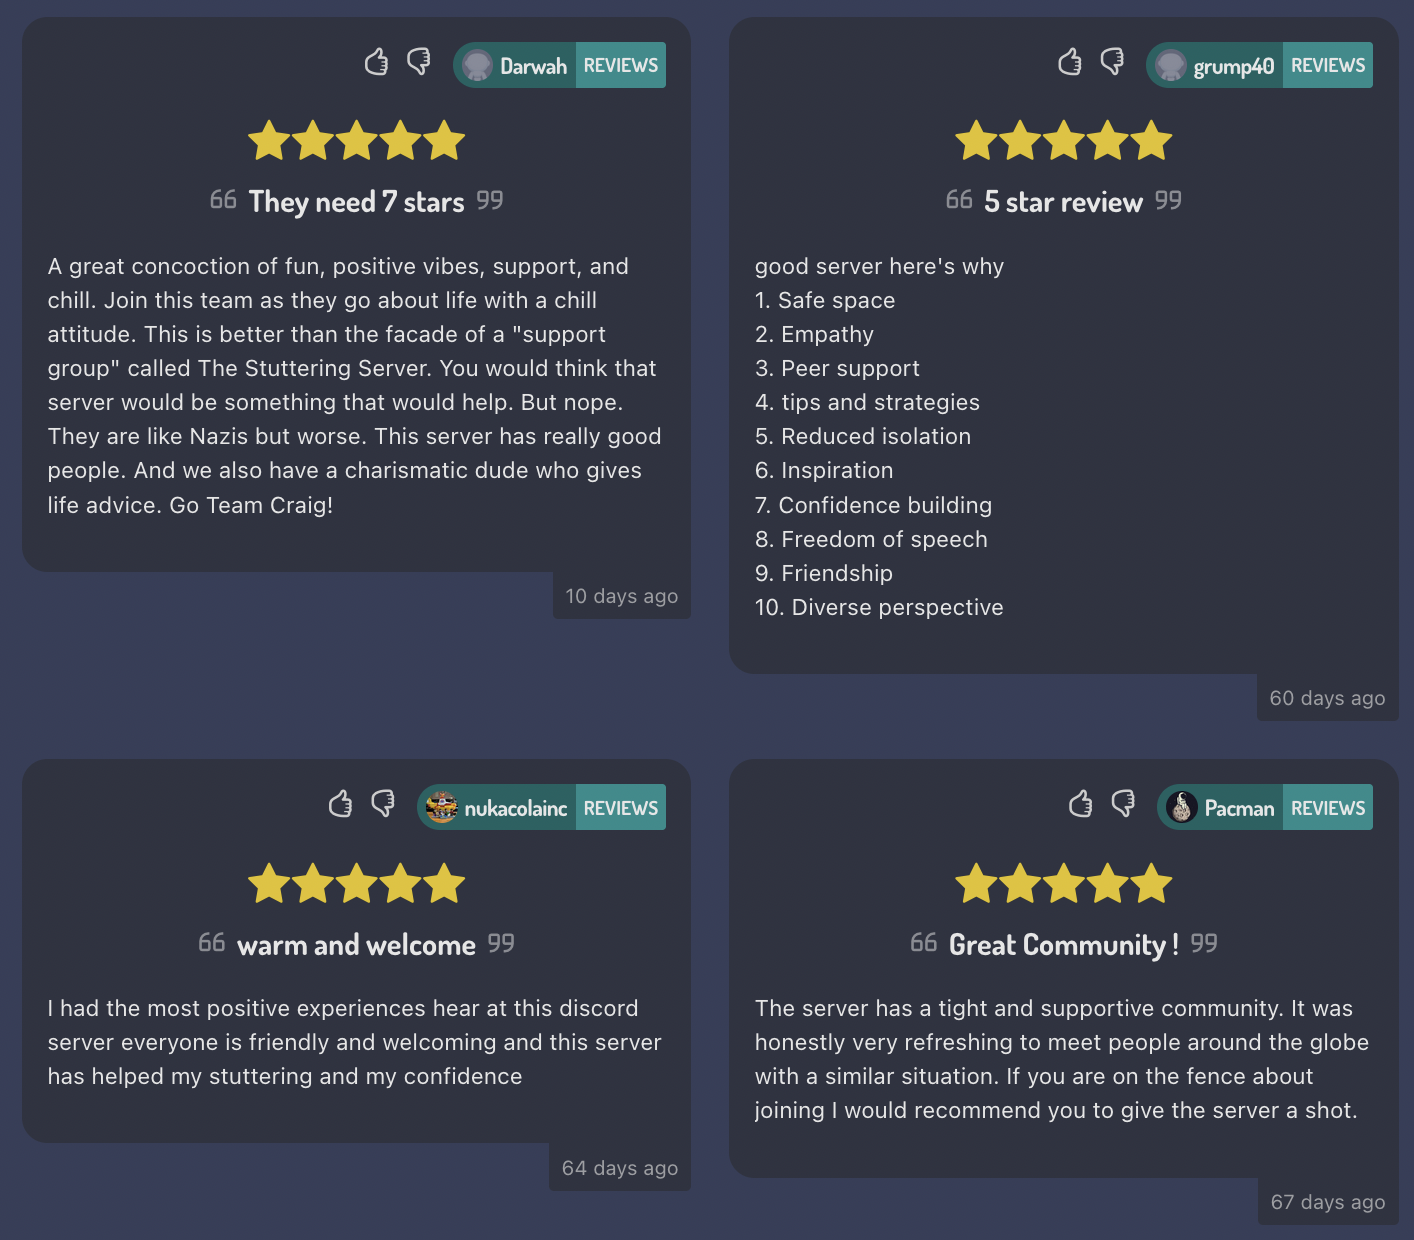 Darwah REVIEWS
66 They need 7 stars 99
A great concoction of fun, positive vibes, support, and
chill. Join this team as they go about life with a chill
attitude. This is better than the facade of a "support
group" called The Stuttering Server. You would think that
server would be something that would help. But nope.
They are like Nazis but worse. This server has really good
people. And we also have a charismatic dude who gives
life advice. Go Team Craig!
10 days ago
grump40 REVIEWS
66 5 star review 99
good server here's why
1. Safe space
2. Empathy
3. Peer support
4. tips and strategies
5. Reduced isolation
6. Inspiration
7. Confidence building
8. Freedom of speech
9. Friendship
10. Diverse perspective
60 days ago
nukacolainc REVIEWS
66 warm and welcome 99
I had the most positive experiences hear at this discord
server everyone is friendly and welcoming and this server
has helped my stuttering and my confidence
64 days ago
Pacman REVIEWS
66 Great Community ! 99
The server has a tight and supportive community. It was
honestly very refreshing to meet people around the globe
with a similar situation. If you are on the fence about
joining I would recommend you to give the server a shot.
67 days ago